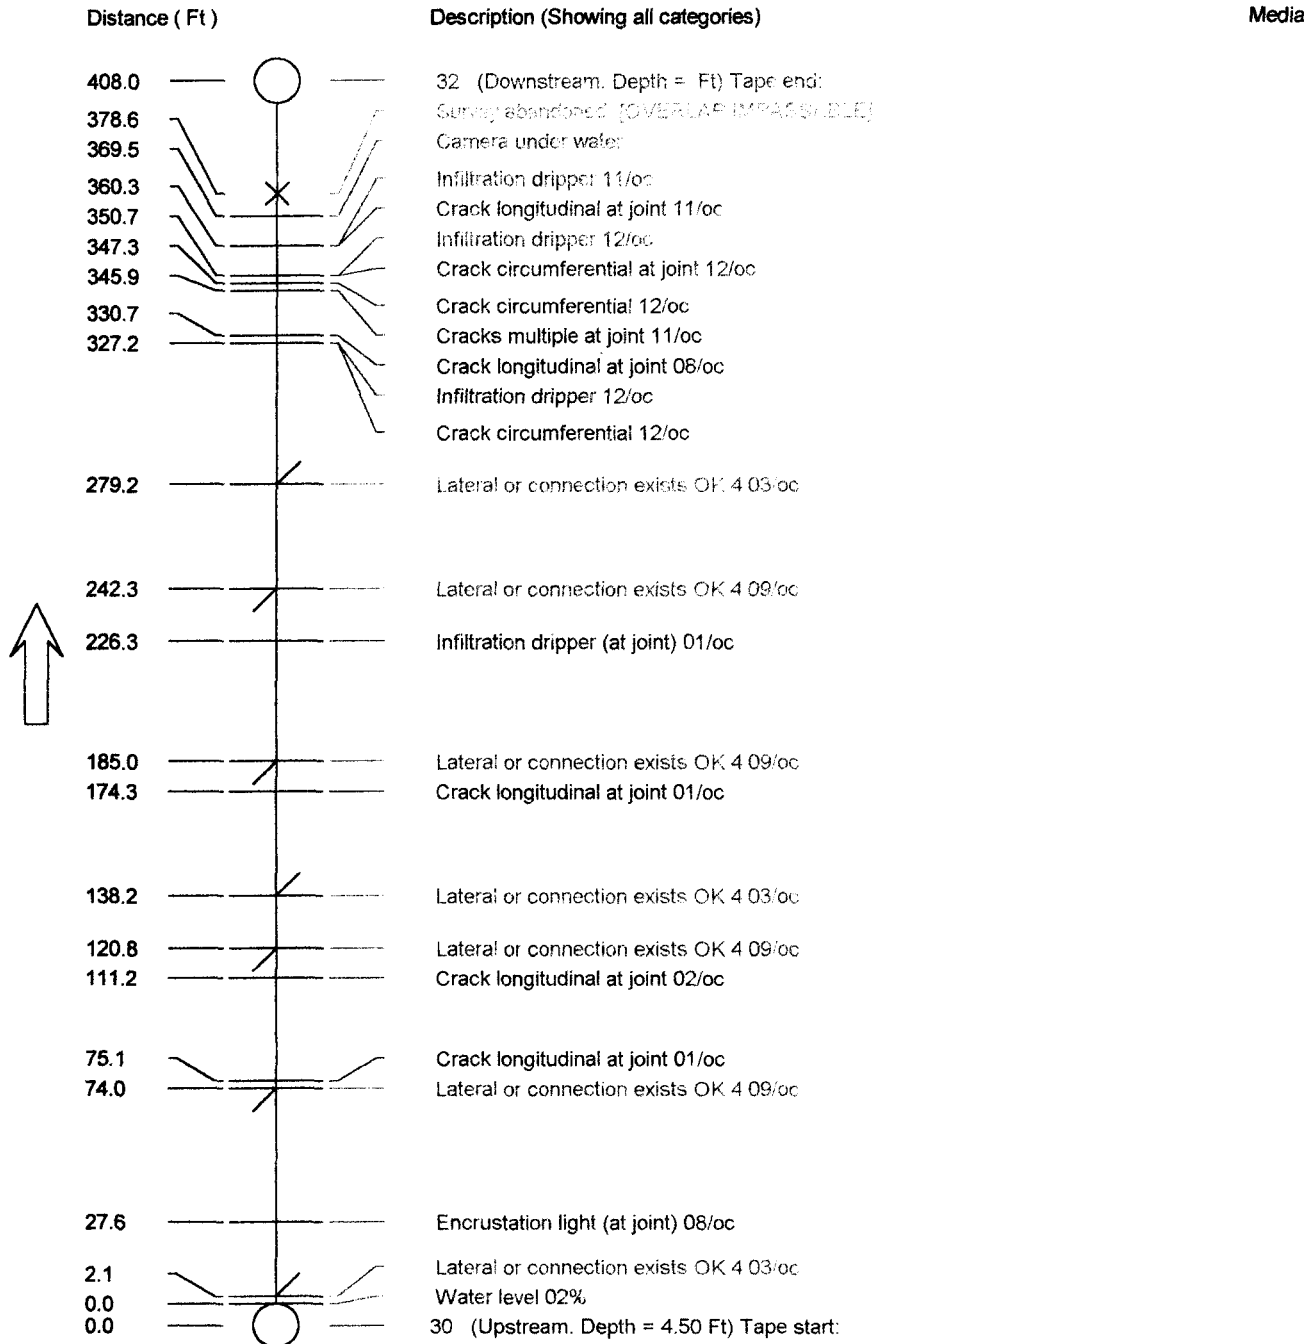 Distance ( Ft ) Description (Showing all categories) Media
408.0 32 (Downstream. Depth = Ft) Tape end:
378.6 Survey abandoned [OVERLAP IMPASSABLE]
369.5 Camera under water
360.3 Infiltration dripper 11/oc
350.7 Crack longitudinal at joint 11/oc
347.3 Infiltration dripper 12/oc
345.9 Crack circumferential at joint 12/oc
330.7 Crack circumferential 12/oc
327.2 Cracks multiple at joint 11/oc
Crack longitudinal at joint 08/oc
Infiltration dripper 12/oc
Crack circumferential 12/oc
279.2 Lateral or connection exists OK 4 03/oc
242.3 Lateral or connection exists OK 4 09/oc
226.3 Infiltration dripper (at joint) 01/oc
185.0 Lateral or connection exists OK 4 09/oc
174.3 Crack longitudinal at joint 01/oc
138.2 Lateral or connection exists OK 4 03/oc
120.8 Lateral or connection exists OK 4 09/oc
111.2 Crack longitudinal at joint 02/oc
75.1 Crack longitudinal at joint 01/oc
74.0 Lateral or connection exists OK 4 09/oc
27.6 Encrustation light (at joint) 08/oc
2.1 Lateral or connection exists OK 4 03/oc
0.0 Water level 02%
0.0 30 (Upstream. Depth = 4.50 Ft) Tape start: